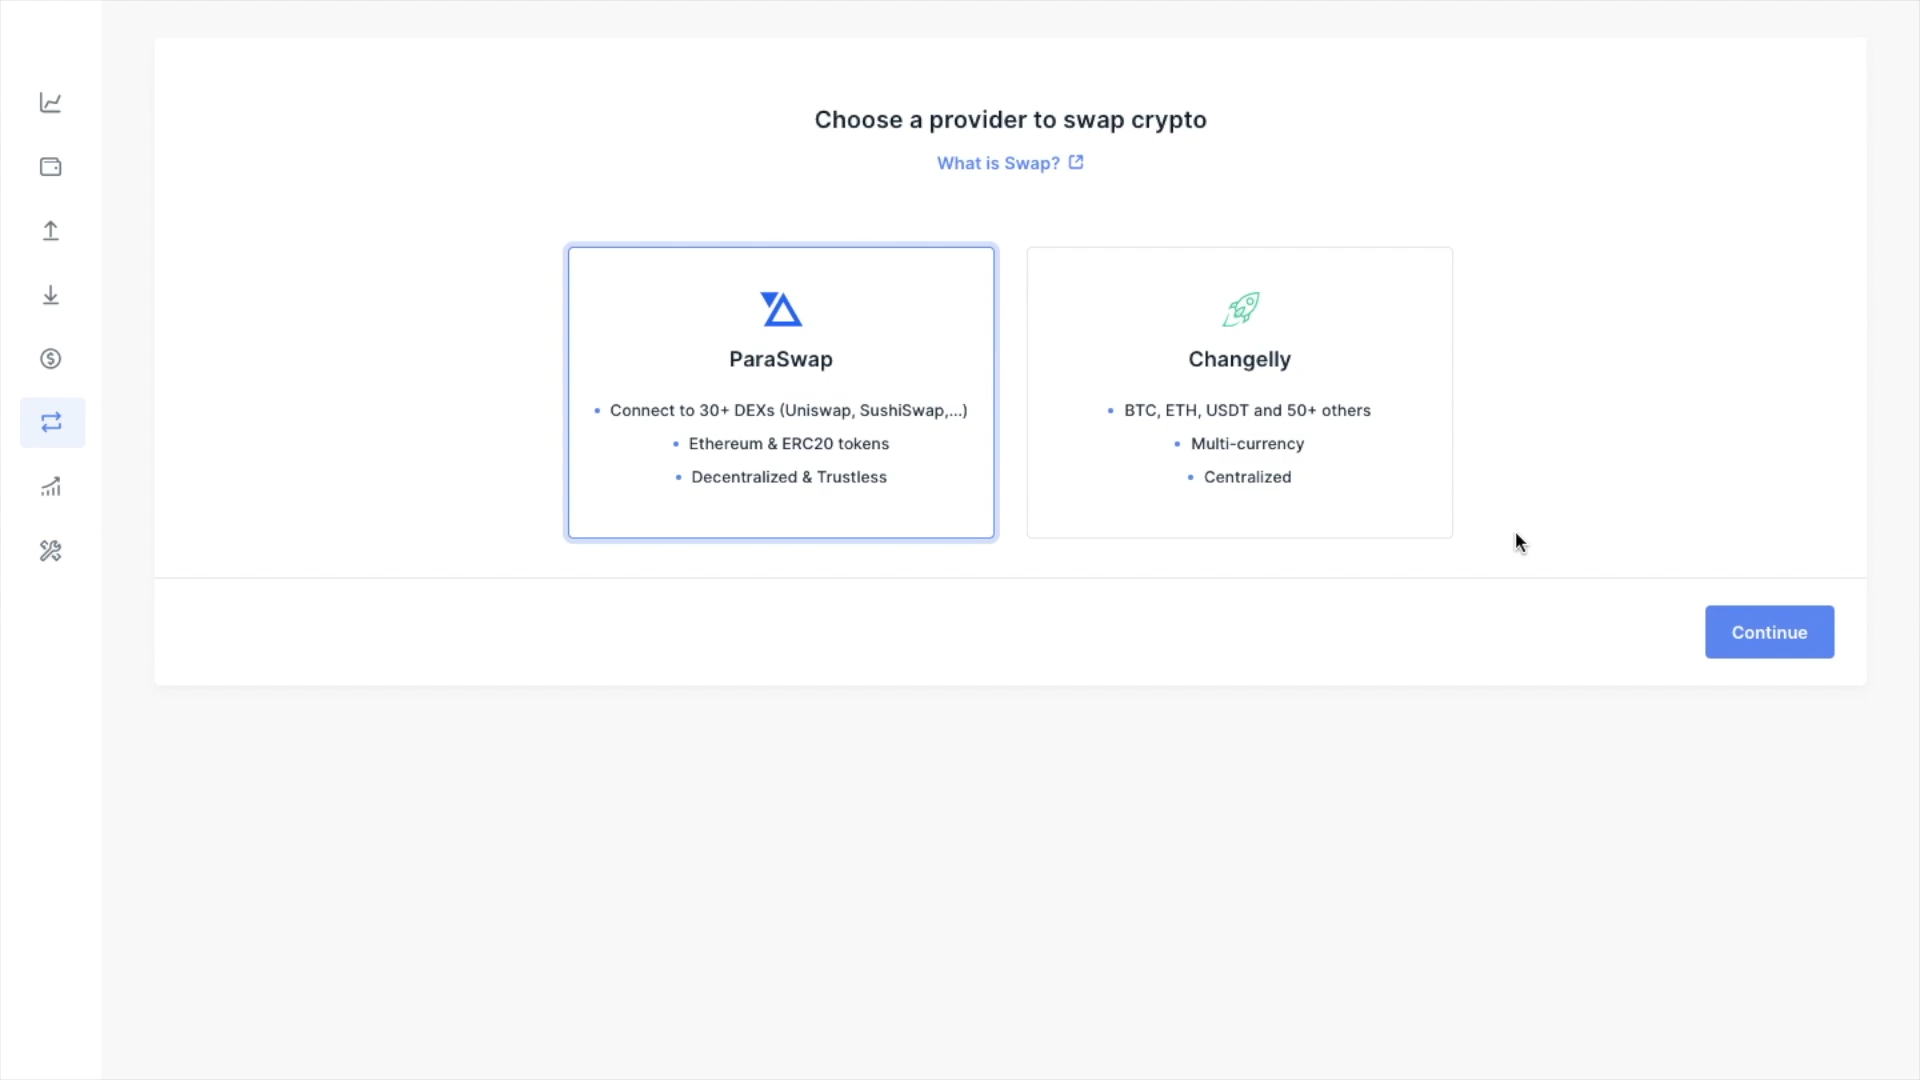 Choose a provider to swap crypto
What is Swap?
ParaSwap
• Connect to 30+ DEXs (Uniswap, SushiSwap,...)
• Ethereum & ERC20 tokens
• Decentralized & Trustless
Changelly
• BTC, ETH, USDT and 50+ others
• Multi-currency
• Centralized
Continue